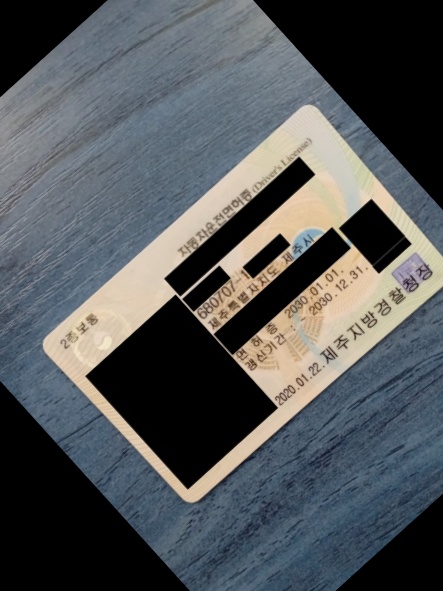 2종보통
자동차운전면허증 (Driver's License)
680707-1
제주특별자치도 제주시
면 허 증 : 2030.01.01.
갱신기간 : ~ 2030.12.31.
2020.01.22. 제주지방경찰청장